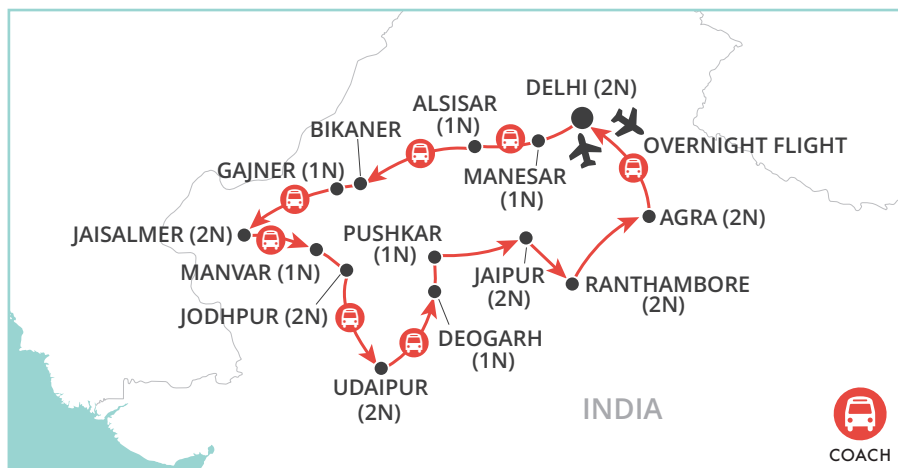 DELHI (2N)
ALSISAR
(1N)
BIKANER
OVERNIGHT FLIGHT
GAJNER (1N)
MANESAR
(1N)
AGRA (2N)
JAISALMER (2N)
PUSHKAR
(1N)
MANVAR (1N)
JAIPUR
(2N)
RANTHAMBORE
(2N)
JODHPUR (2N)
DEOGARH
(1N)
UDAIPUR
(2N)
INDIA
COACH